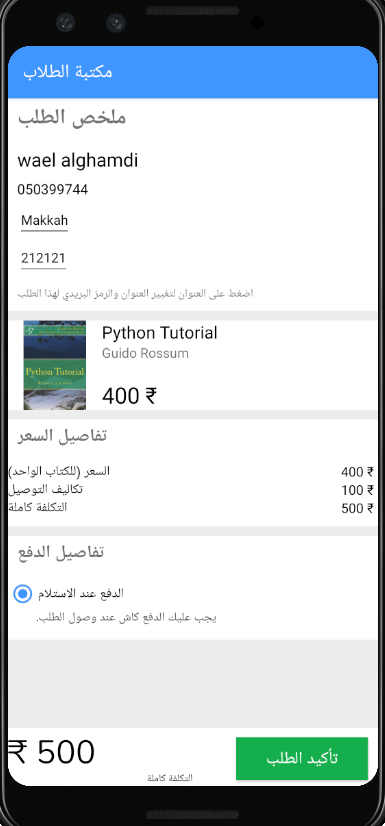 مكتبة الطلاب
ملخص الطلب
wael alghamdi
050399744
Makkah
212121
اضغط على العنوان لتغيير العنوان والرمز البريدي لهذا الطلب
Python Tutorial
Python Tutorial
Guido Rossum
400 ₹
تفاصيل السعر
السعر (للكتاب الواحد) 400 ₹
تكاليف التوصيل 100 ₹
التكلفة كاملة 500 ₹
تفاصيل الدفع
الدفع عند الاستلام
يجب عليك الدفع كاش عند وصول الطلب.
₹ 500
التكلفة كاملة
تأكيد الطلب